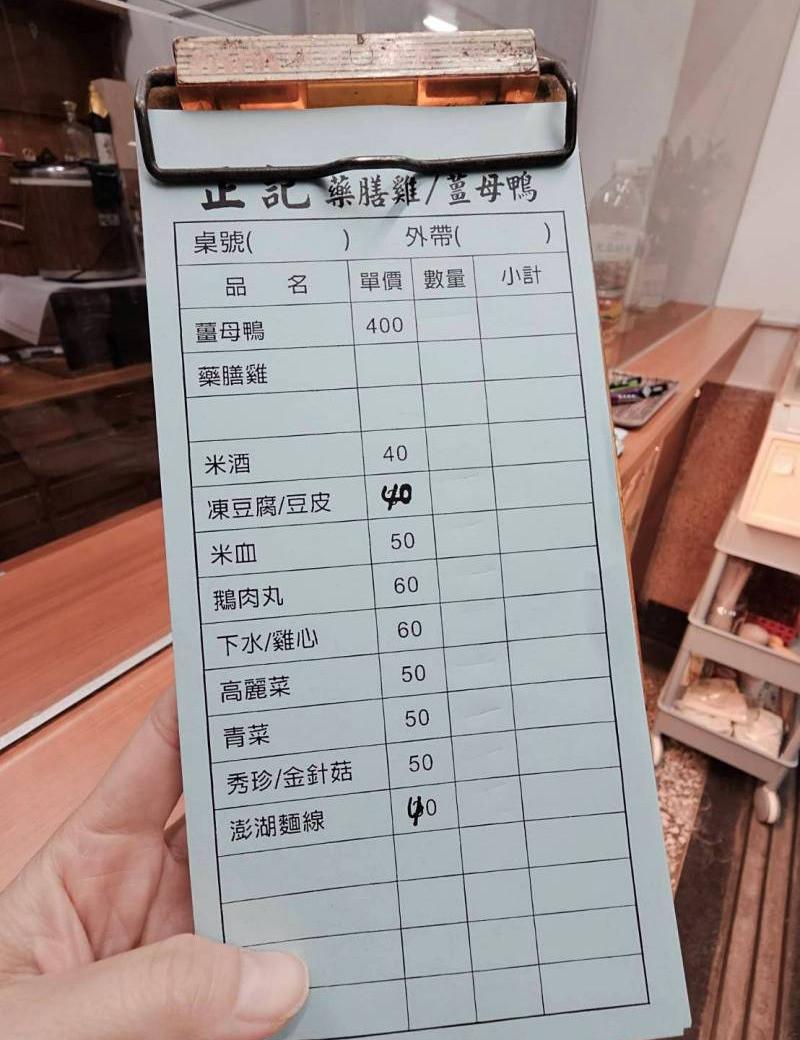 正記 藥膳雞/薑母鴨
桌號( ) 外帶( )
品名 單價 數量 小計
薑母鴨 400
藥膳雞
米酒 40
凍豆腐/豆皮 40
米血 50
鵝肉丸 60
下水/雞心 60
高麗菜 50
青菜 50
秀珍/金針菇 50
澎湖麵線 40